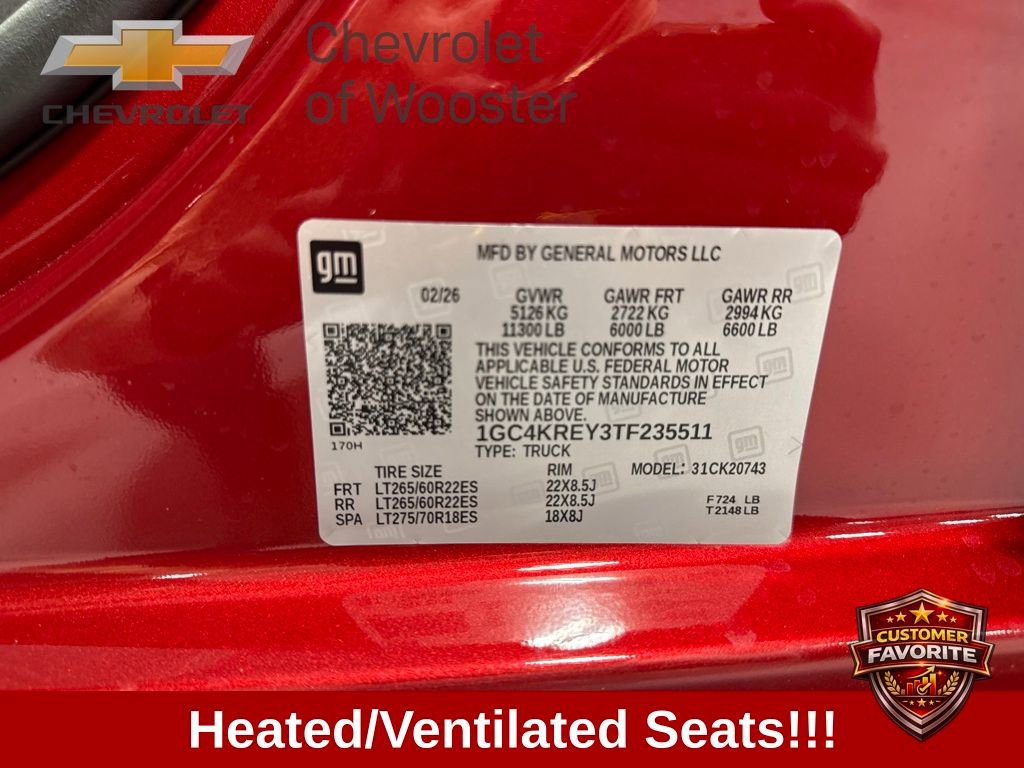 CHEVROLET
Chevrolet
of Wooster
gm
MFD BY GENERAL MOTORS LLC
02/26 GVWR GAWR FRT GAWR RR
5126 KG 2722 KG 2994 KG
11300 LB 6000 LB 6600 LB
THIS VEHICLE CONFORMS TO ALL
APPLICABLE U.S. FEDERAL MOTOR
VEHICLE SAFETY STANDARDS IN EFFECT
ON THE DATE OF MANUFACTURE
SHOWN ABOVE.
1GC4KREY3TF235511
170H
TYPE: TRUCK
TIRE SIZE RIM MODEL: 31CK20743
FRT LT265/60R22ES 22X8.5J
RR LT265/60R22ES 22X8.5J F 724 LB
SPA LT275/70R18ES 18X8J T 2148 LB
CUSTOMER
FAVORITE
Heated/Ventilated Seats!!!